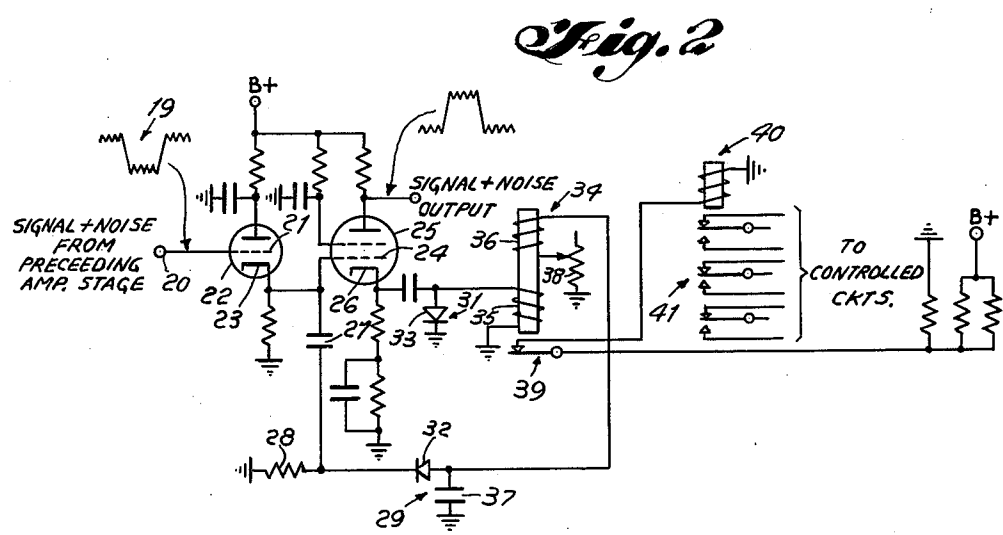 Fig. 2
B+
19
40
SIGNAL+NOISE
OUTPUT
34
SIGNAL+NOISE
FROM
PRECEEDING
AMP. STAGE
20
21
22
23
25
24
26
36
38
35
31
33
27
TO
CONTROLLED
CKTS.
41
B+
39
28
32
29
37